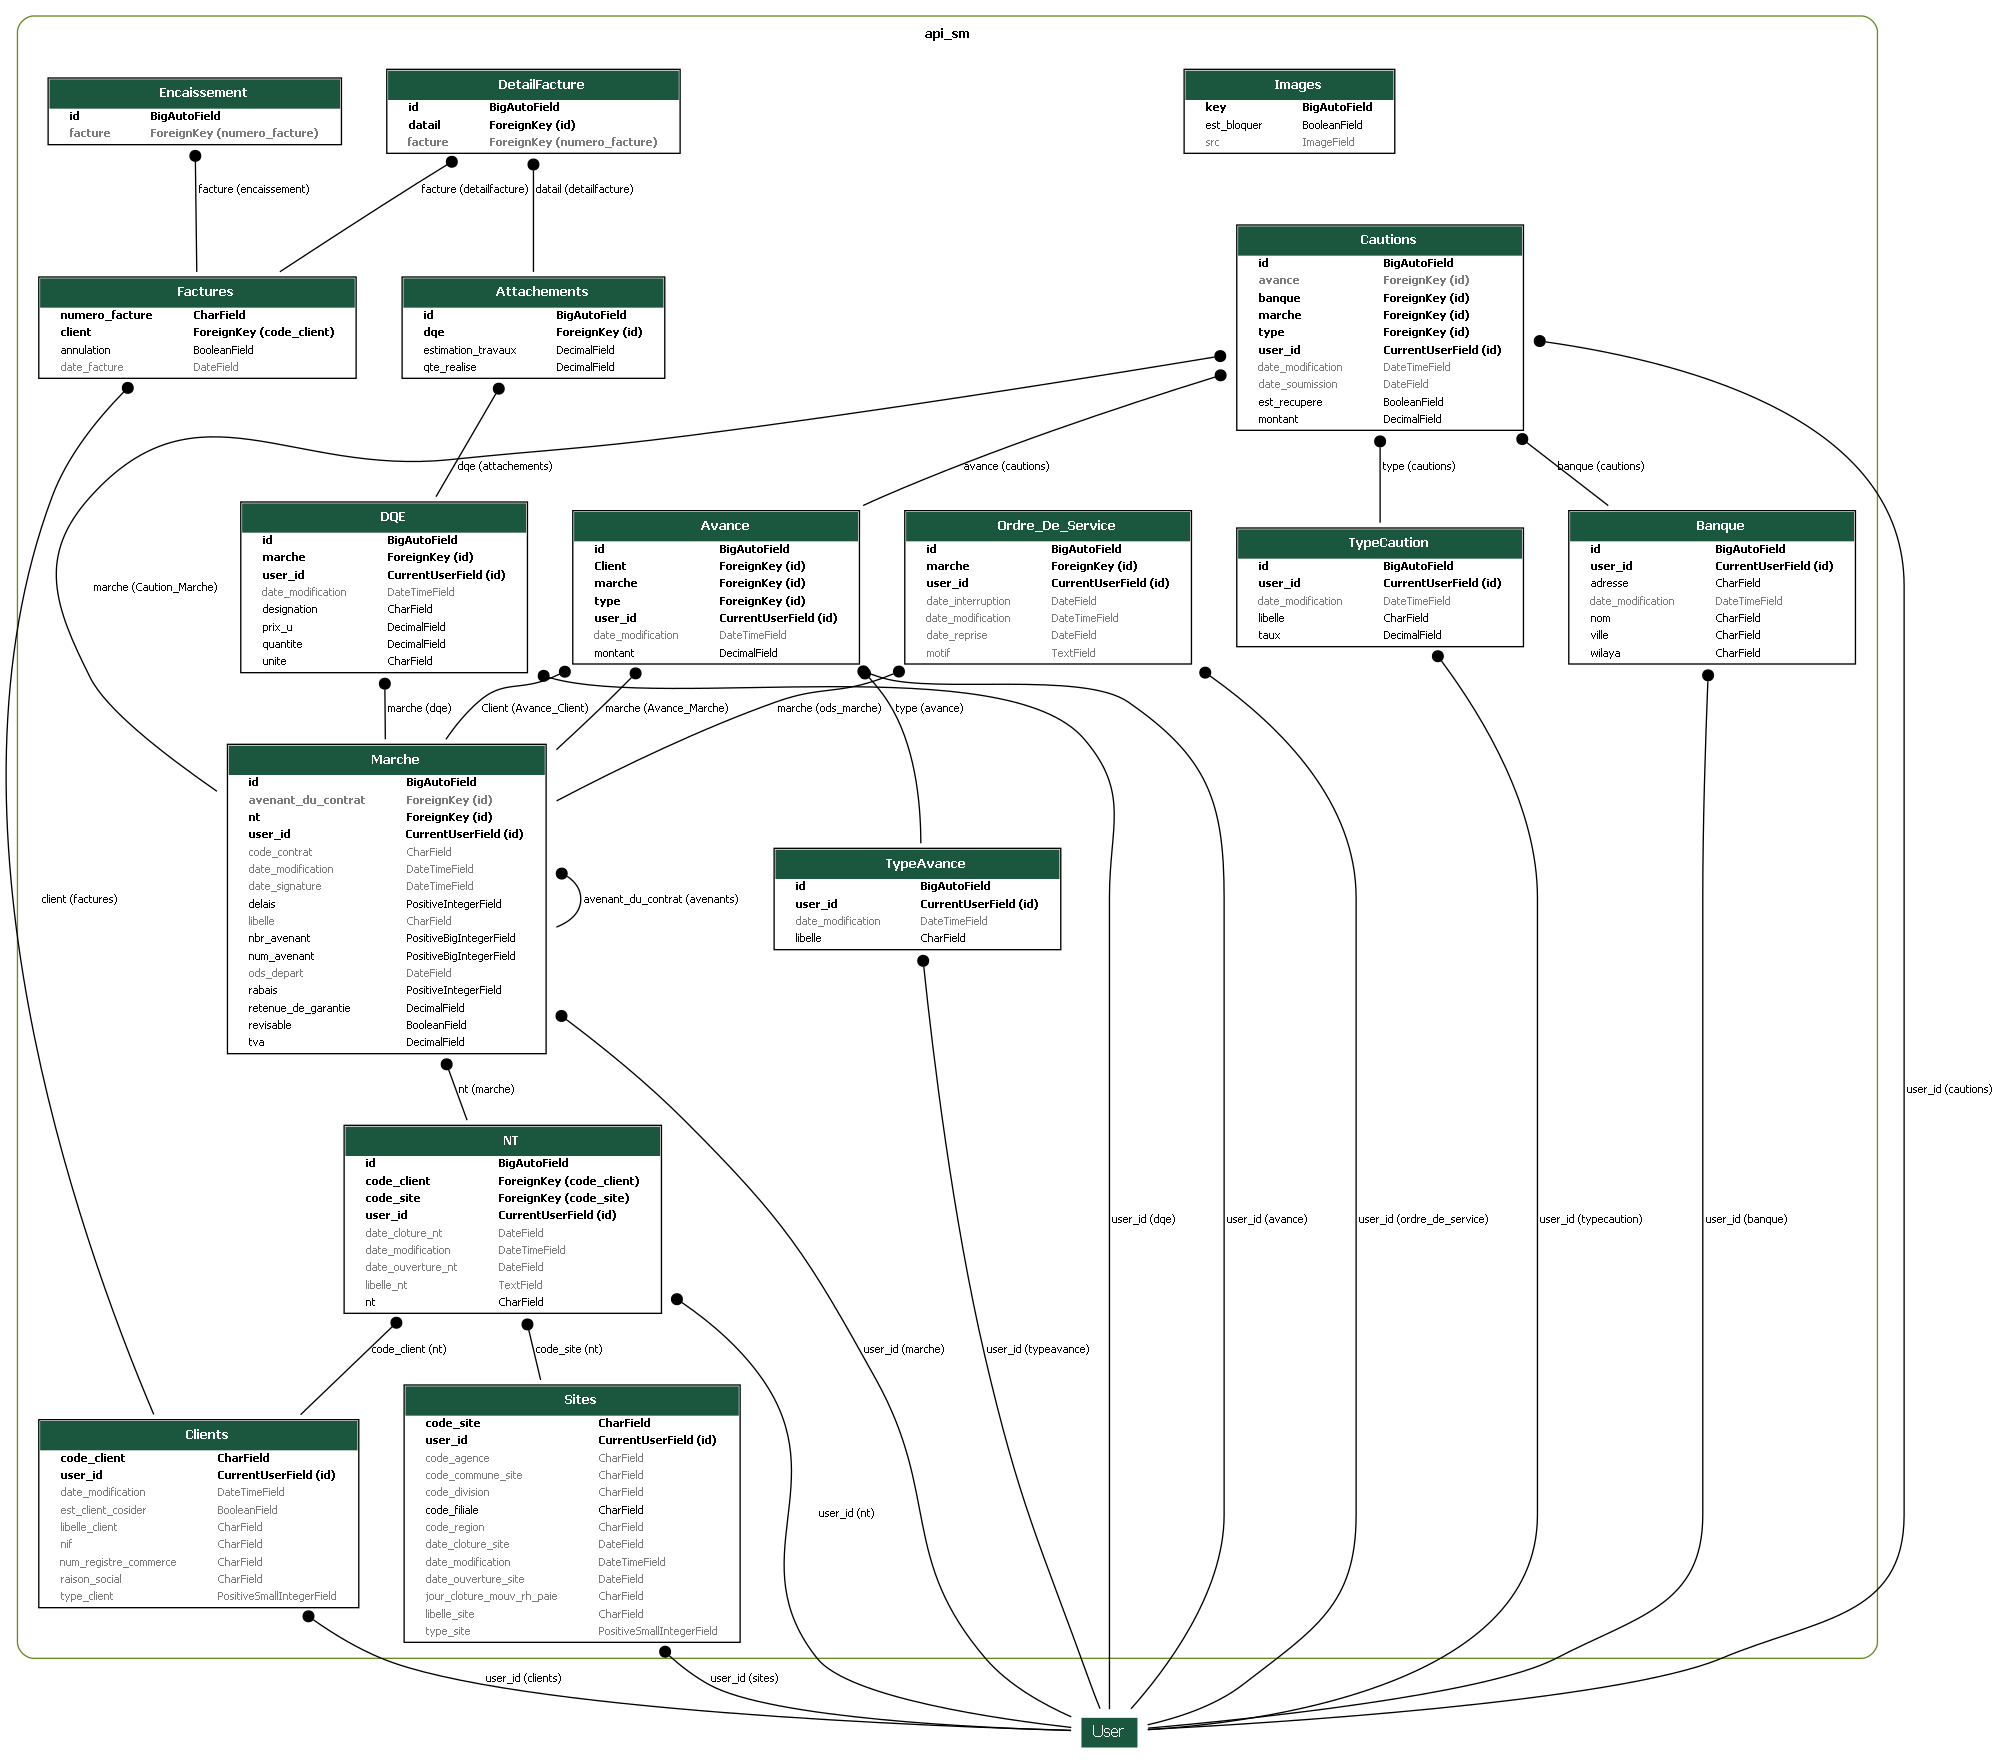 api_sm
Encaissement
id BigAutoField
facture ForeignKey (numero_facture)
DetailFacture
id BigAutoField
datail ForeignKey (id)
facture ForeignKey (numero_facture)
Images
key BigAutoField
est_bloquer BooleanField
src ImageField
facture (encaissement)
facture (detailfacture)
datail (detailfacture)
Factures
numero_facture CharField
client ForeignKey (code_client)
annulation BooleanField
date_facture DateField
Attachements
id BigAutoField
dqe ForeignKey (id)
estimation_travaux DecimalField
qte_realise DecimalField
Cautions
id BigAutoField
avance ForeignKey (id)
banque ForeignKey (id)
marche ForeignKey (id)
type ForeignKey (id)
user_id CurrentUserField (id)
date_modification DateTimeField
date_soumission DateField
est_recupere BooleanField
montant DecimalField
dqe (attachements)
avance (cautions)
type (cautions)
banque (cautions)
marche (Caution_Marche)
DQE
id BigAutoField
marche ForeignKey (id)
user_id CurrentUserField (id)
date_modification DateTimeField
designation CharField
prix_u DecimalField
quantite DecimalField
unite CharField
Avance
id BigAutoField
Client ForeignKey (id)
marche ForeignKey (id)
type ForeignKey (id)
user_id CurrentUserField (id)
date_modification DateTimeField
montant DecimalField
Ordre_De_Service
id BigAutoField
marche ForeignKey (id)
user_id CurrentUserField (id)
date_interruption DateField
date_modification DateTimeField
date_reprise DateField
motif TextField
TypeCaution
id BigAutoField
user_id CurrentUserField (id)
date_modification DateTimeField
libelle CharField
taux DecimalField
Banque
id BigAutoField
user_id CurrentUserField (id)
adresse CharField
date_modification DateTimeField
nom CharField
ville CharField
wilaya CharField
marche (dqe)
Client (Avance_Client)
marche (Avance_Marche)
marche (ods_marche)
type (avance)
Marche
id BigAutoField
avenant_du_contrat ForeignKey (id)
nt ForeignKey (id)
user_id CurrentUserField (id)
code_contrat CharField
date_modification DateTimeField
date_signature DateTimeField
delais PositiveIntegerField
libelle CharField
nbr_avenant PositiveBigIntegerField
num_avenant PositiveBigIntegerField
ods_depart DateField
rabais PositiveIntegerField
retenue_de_garantie DecimalField
revisable BooleanField
tva DecimalField
client (factures)
avenant_du_contrat (avenants)
TypeAvance
id BigAutoField
user_id CurrentUserField (id)
date_modification DateTimeField
libelle CharField
nt (marche)
user_id (cautions)
NT
id BigAutoField
code_client ForeignKey (code_client)
code_site ForeignKey (code_site)
user_id CurrentUserField (id)
date_cloture_nt DateField
date_modification DateTimeField
date_ouverture_nt DateField
libelle_nt TextField
nt CharField
user_id (dqe)
user_id (avance)
user_id (ordre_de_service)
user_id (typecaution)
user_id (banque)
code_client (nt)
code_site (nt)
user_id (marche)
user_id (typeavance)
Clients
code_client CharField
user_id CurrentUserField (id)
date_modification DateTimeField
est_client_cosider BooleanField
libelle_client CharField
nif CharField
num_registre_commerce CharField
raison_social CharField
type_client PositiveSmallIntegerField
Sites
code_site CharField
user_id CurrentUserField (id)
code_agence CharField
code_commune_site CharField
code_division CharField
code_filiale CharField
code_region CharField
date_cloture_site DateField
date_modification DateTimeField
date_ouverture_site DateField
jour_cloture_mouv_rh_paie CharField
libelle_site CharField
type_site PositiveSmallIntegerField
user_id (nt)
user_id (clients)
user_id (sites)
User